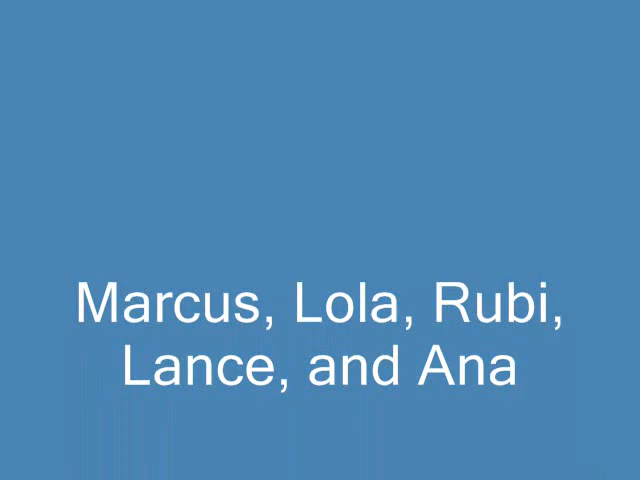 Marcus, Lola, Rubi,
Lance, and Ana